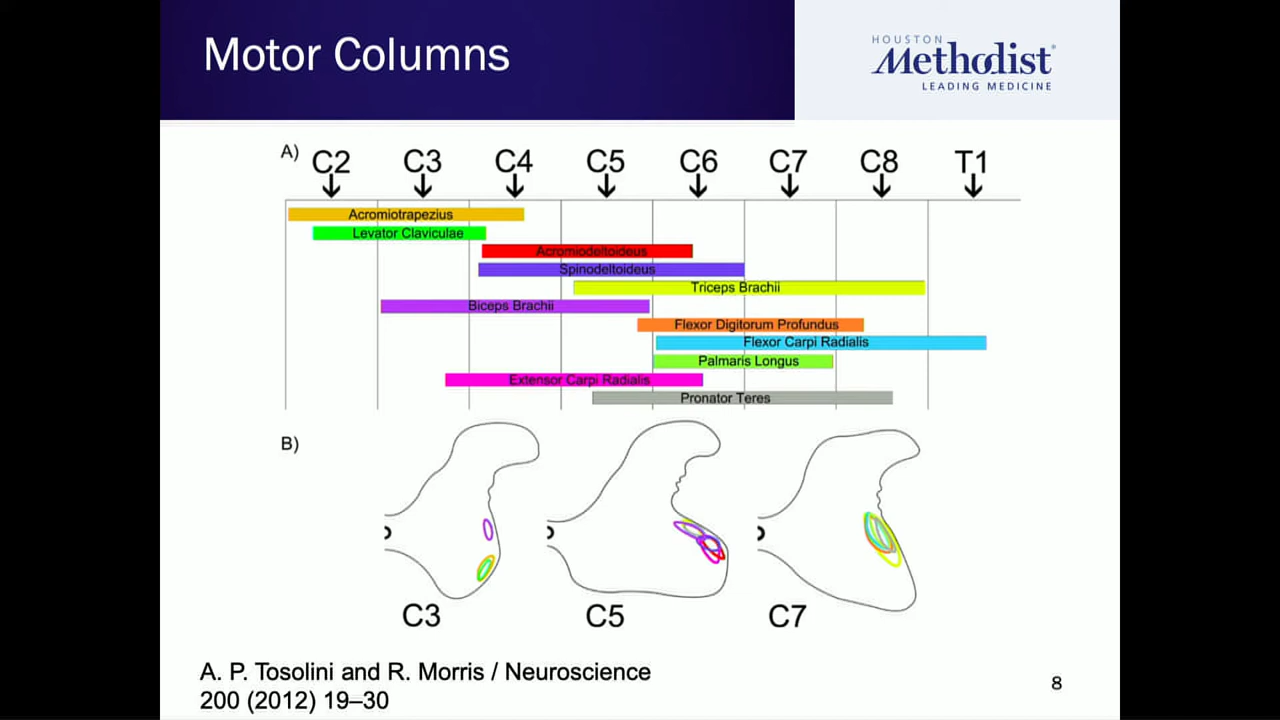 Motor Columns
HOUSTON
Methodist®
LEADING MEDICINE
A) C2 C3 C4 C5 C6 C7 C8 T1
Acromiotrapezius
Levator Claviculae
Acromiodeltoideus
Spinodeltoideus
Triceps Brachii
Biceps Brachii
Flexor Digitorum Profundus
Flexor Carpi Radialis
Palmaris Longus
Extensor Carpi Radialis
Pronator Teres
B)
C3 C5 C7
A. P. Tosolini and R. Morris / Neuroscience
200 (2012) 19–30
8